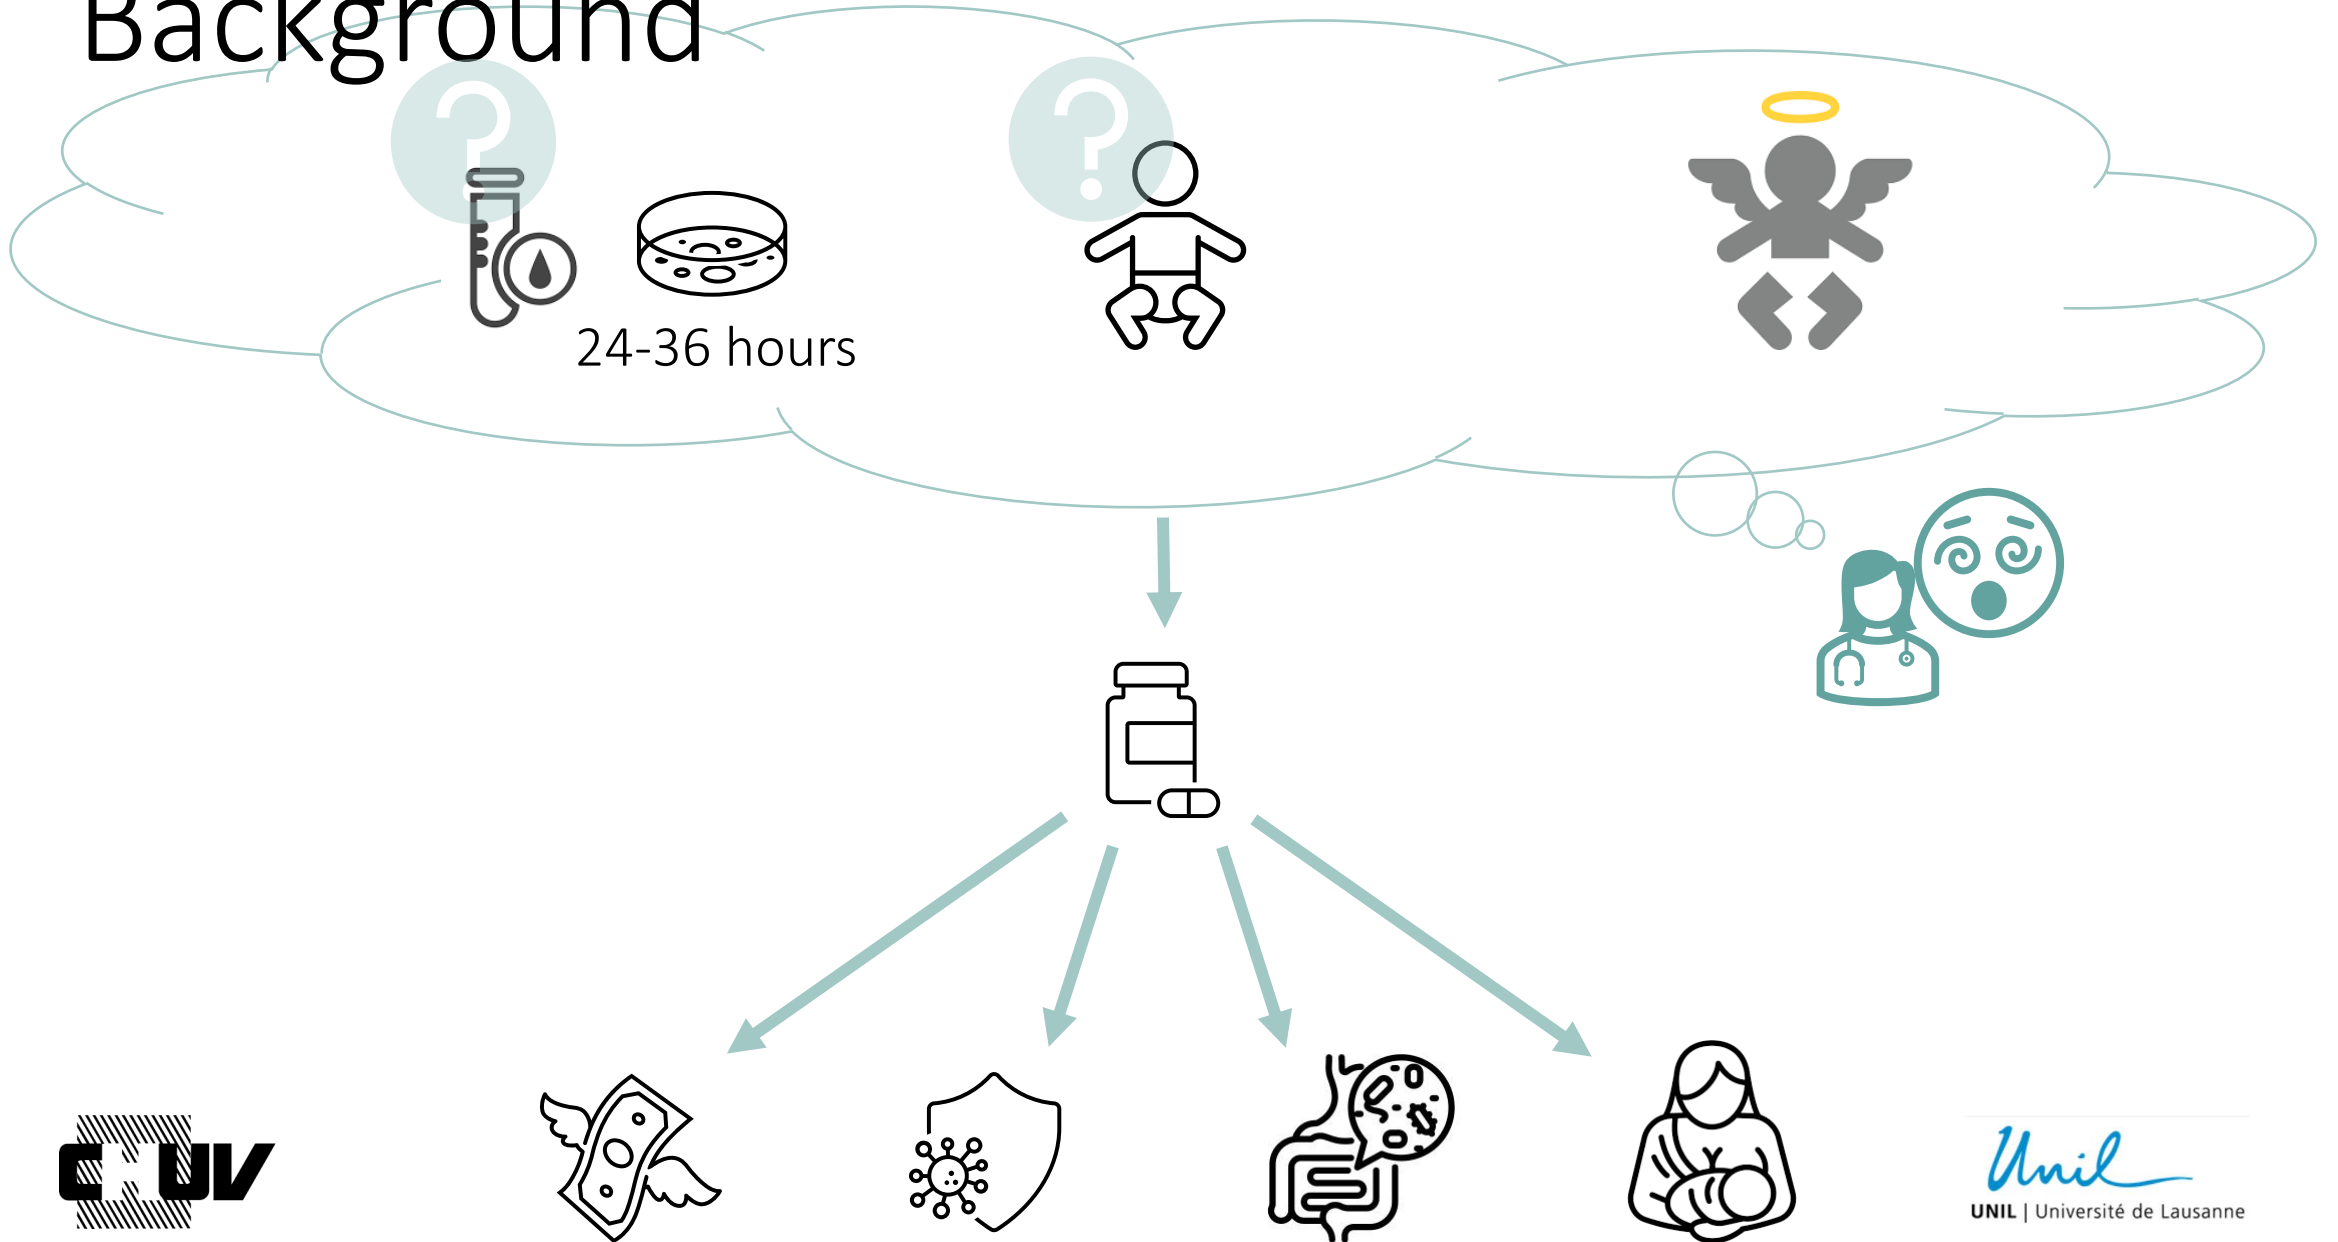 Background
?
?
24-36 hours
CHUV
Unil
UNIL | Université de Lausanne